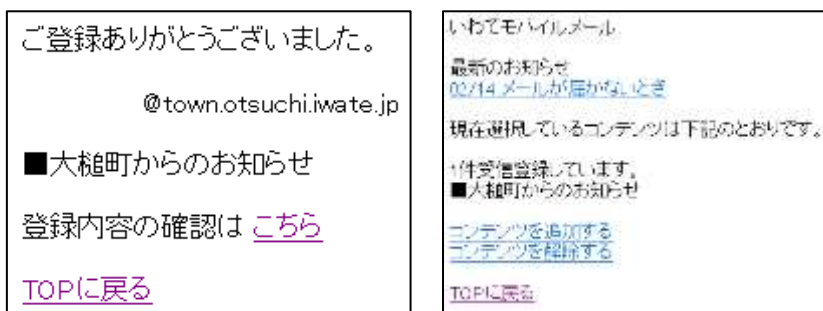 ご登録ありがとうございました。
@town.otsuchi.iwate.jp
■大槌町からのお知らせ
登録内容の確認は こちら
TOPに戻る
いわてモバイルメール
最新のお知らせ
02/14 メールが届かないとき
現在選択しているコンテンツは下記のとおりです。
1件受信登録しています。
■大槌町からのお知らせ
コンテンツを追加する
コンテンツを解除する
TOPに戻る